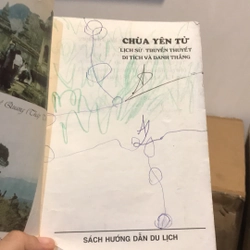 CHÙA YÊN TỬ
LỊCH SỬ TRUYỀN THUYẾT
DI TÍCH VÀ DANH THẮNG
SÁCH HƯỚNG DẪN DU LỊCH